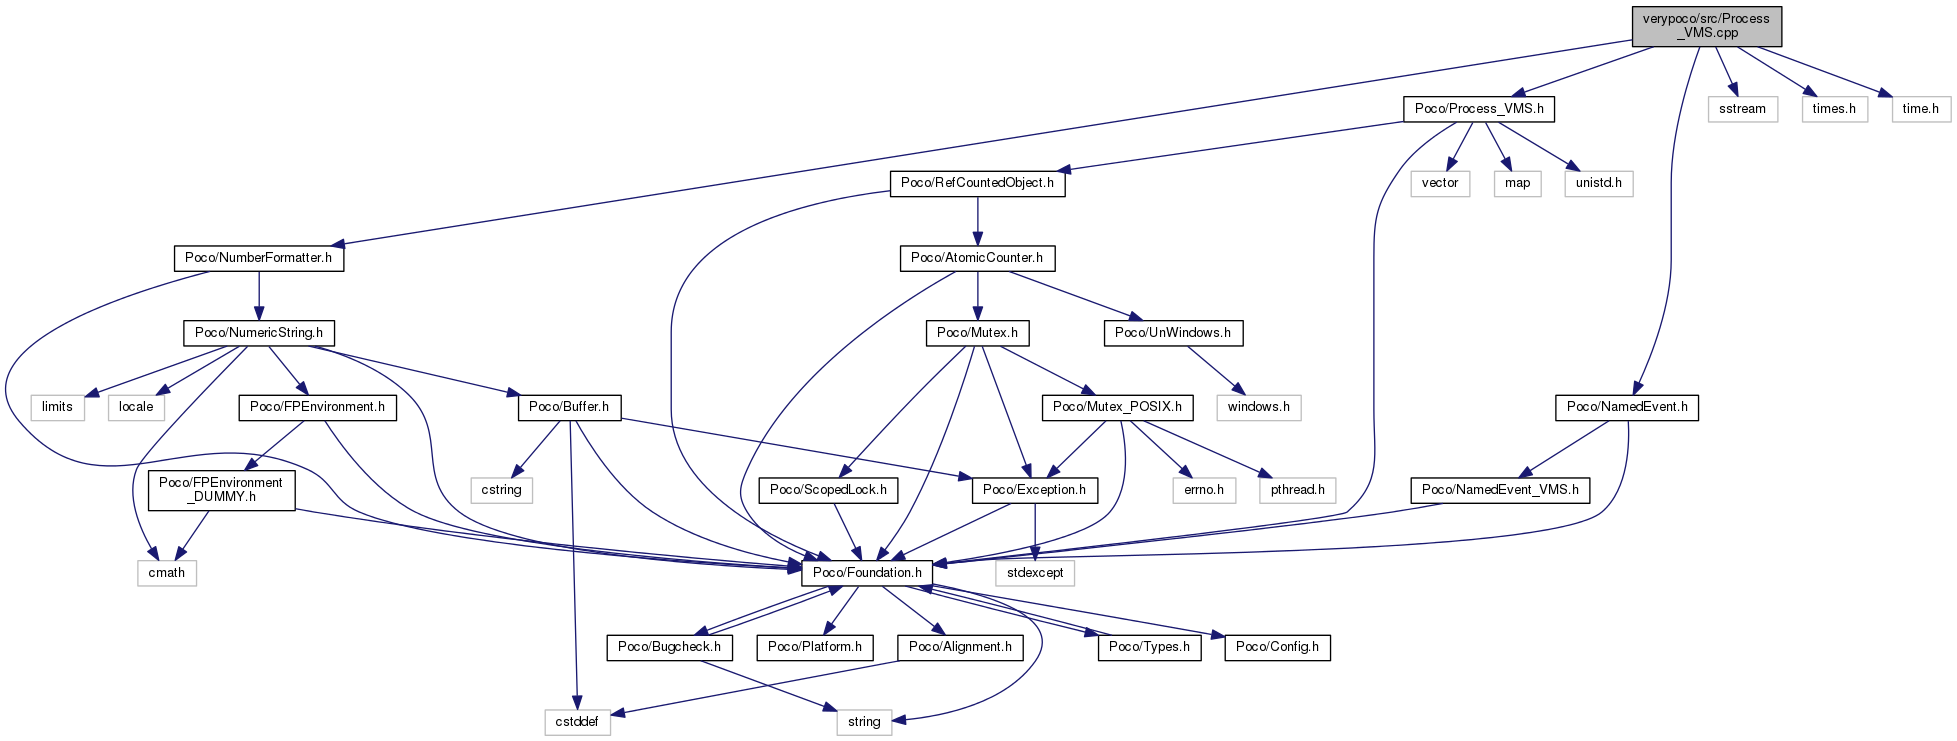 verypoco/src/Process
_VMS.cpp
Poco/Process_VMS.h
sstream
times.h
time.h
Poco/RefCountedObject.h
vector
map
unistd.h
Poco/NumberFormatter.h
Poco/AtomicCounter.h
Poco/NumericString.h
Poco/Mutex.h
Poco/UnWindows.h
limits
locale
Poco/FPEnvironment.h
Poco/Buffer.h
Poco/Mutex_POSIX.h
windows.h
Poco/NamedEvent.h
Poco/FPEnvironment
_DUMMY.h
cstring
Poco/ScopedLock.h
Poco/Exception.h
errno.h
pthread.h
Poco/NamedEvent_VMS.h
cmath
Poco/Foundation.h
stdexcept
Poco/Bugcheck.h
Poco/Platform.h
Poco/Alignment.h
Poco/Types.h
Poco/Config.h
cstddef
string